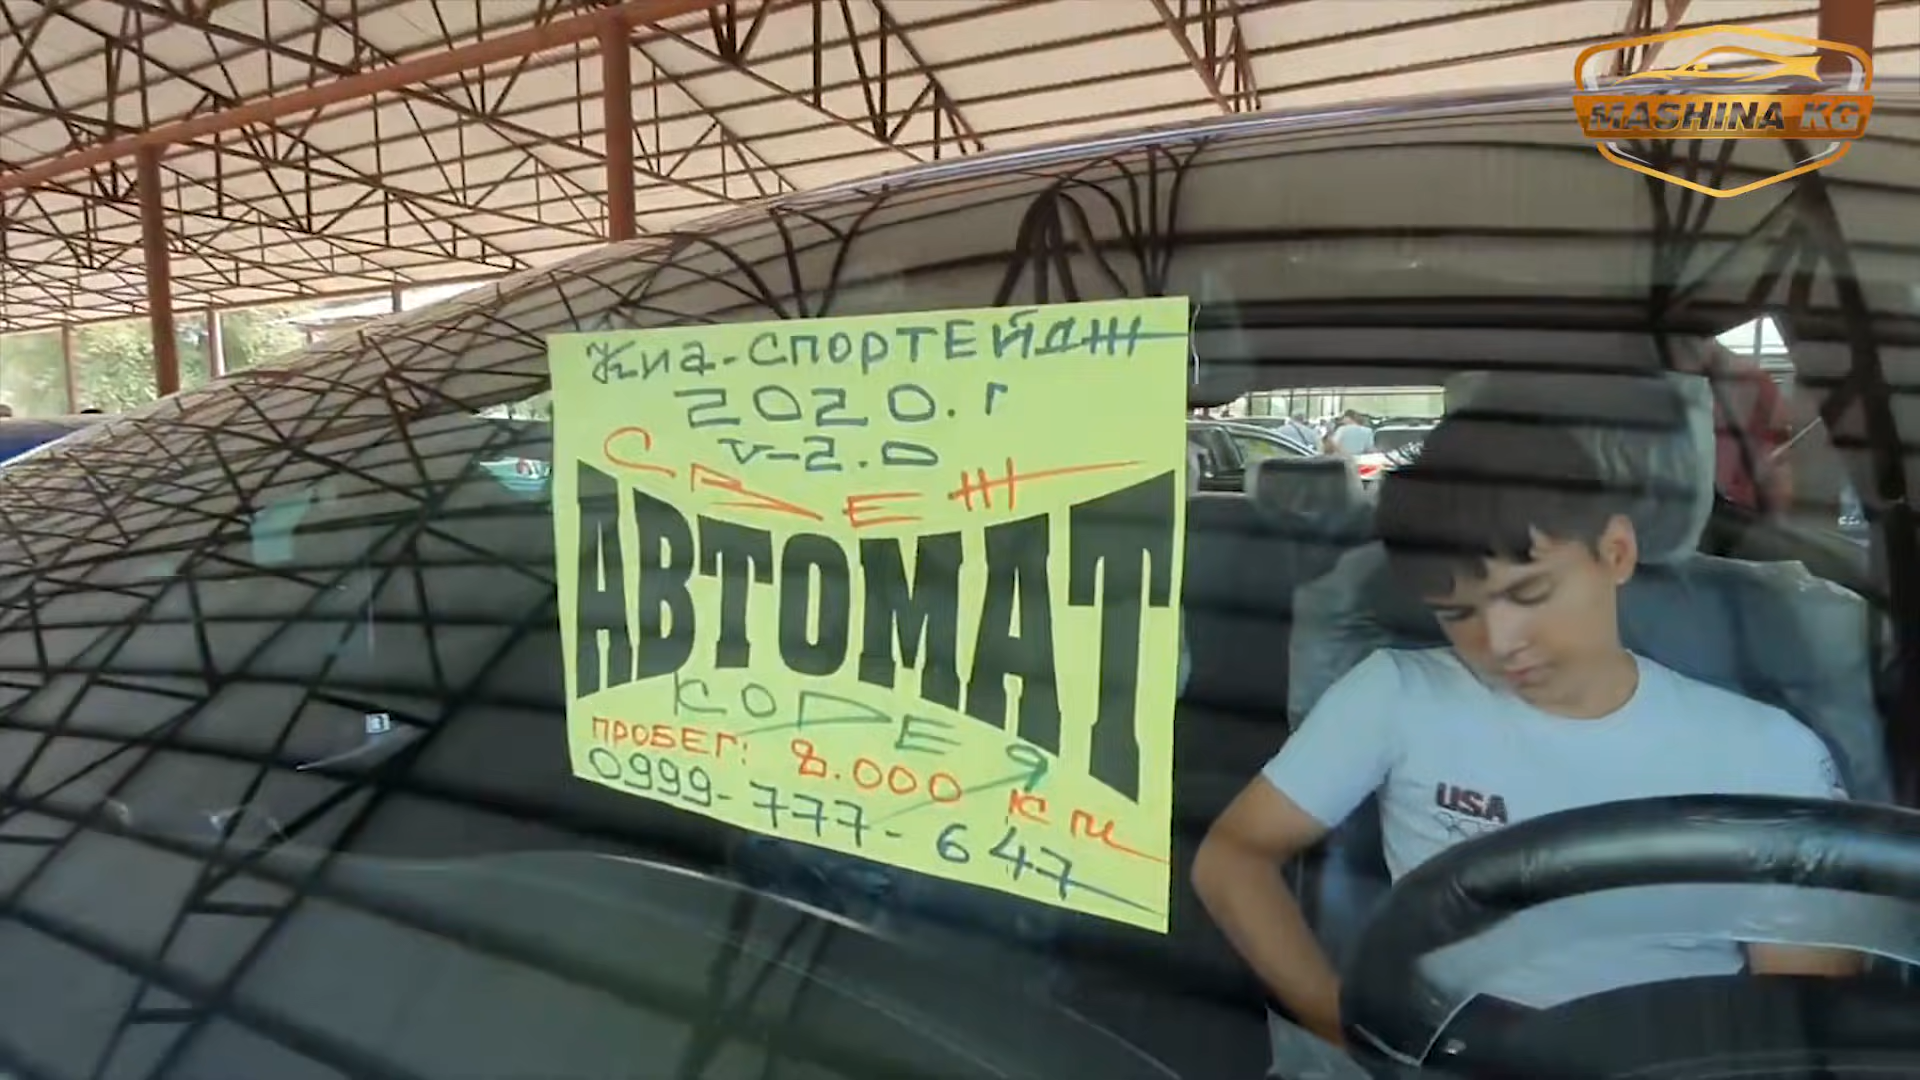 MASHINA KG
Киа-СПОРТЕЙДЖ
2020.г
V-2.0
СВЕЖ
АВТОМАТ
КОРЕЯ
ПРОБЕГ: 8.000 км
0999-777-647
USA